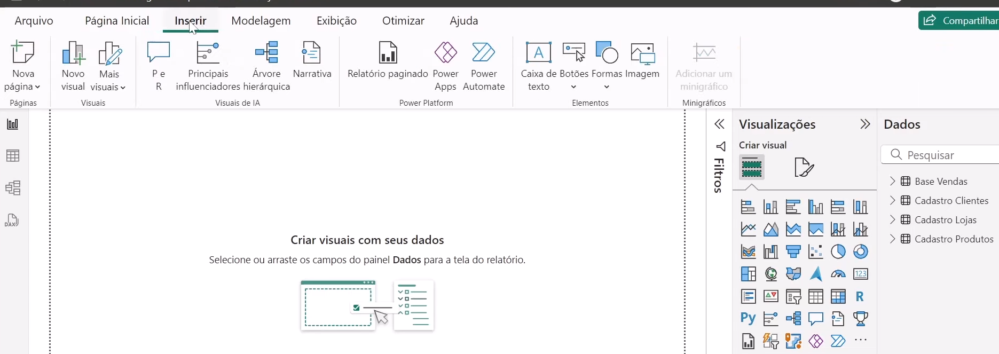 Arquivo Página Inicial Inserir Modelagem Exibição Otimizar Ajuda Compartilhar
Nova página
Novo visual
Mais visuais
P e R
Principais influenciadores
Árvore hierárquica
Narrativa
Relatório paginado
Power Apps
Power Automate
Caixa de texto
A
Botões
Formas
Imagem
Adicionar um minigráfico
Páginas Visuais Visuais de IA Power Platform Elementos Minigráficos
DAX
Criar visuais com seus dados
Selecione ou arraste os campos do painel Dados para a tela do relatório.
Filtros
Visualizações
Criar visual
123
R
Py
...
Dados
Pesquisar
Base Vendas
Cadastro Clientes
Cadastro Lojas
Cadastro Produtos